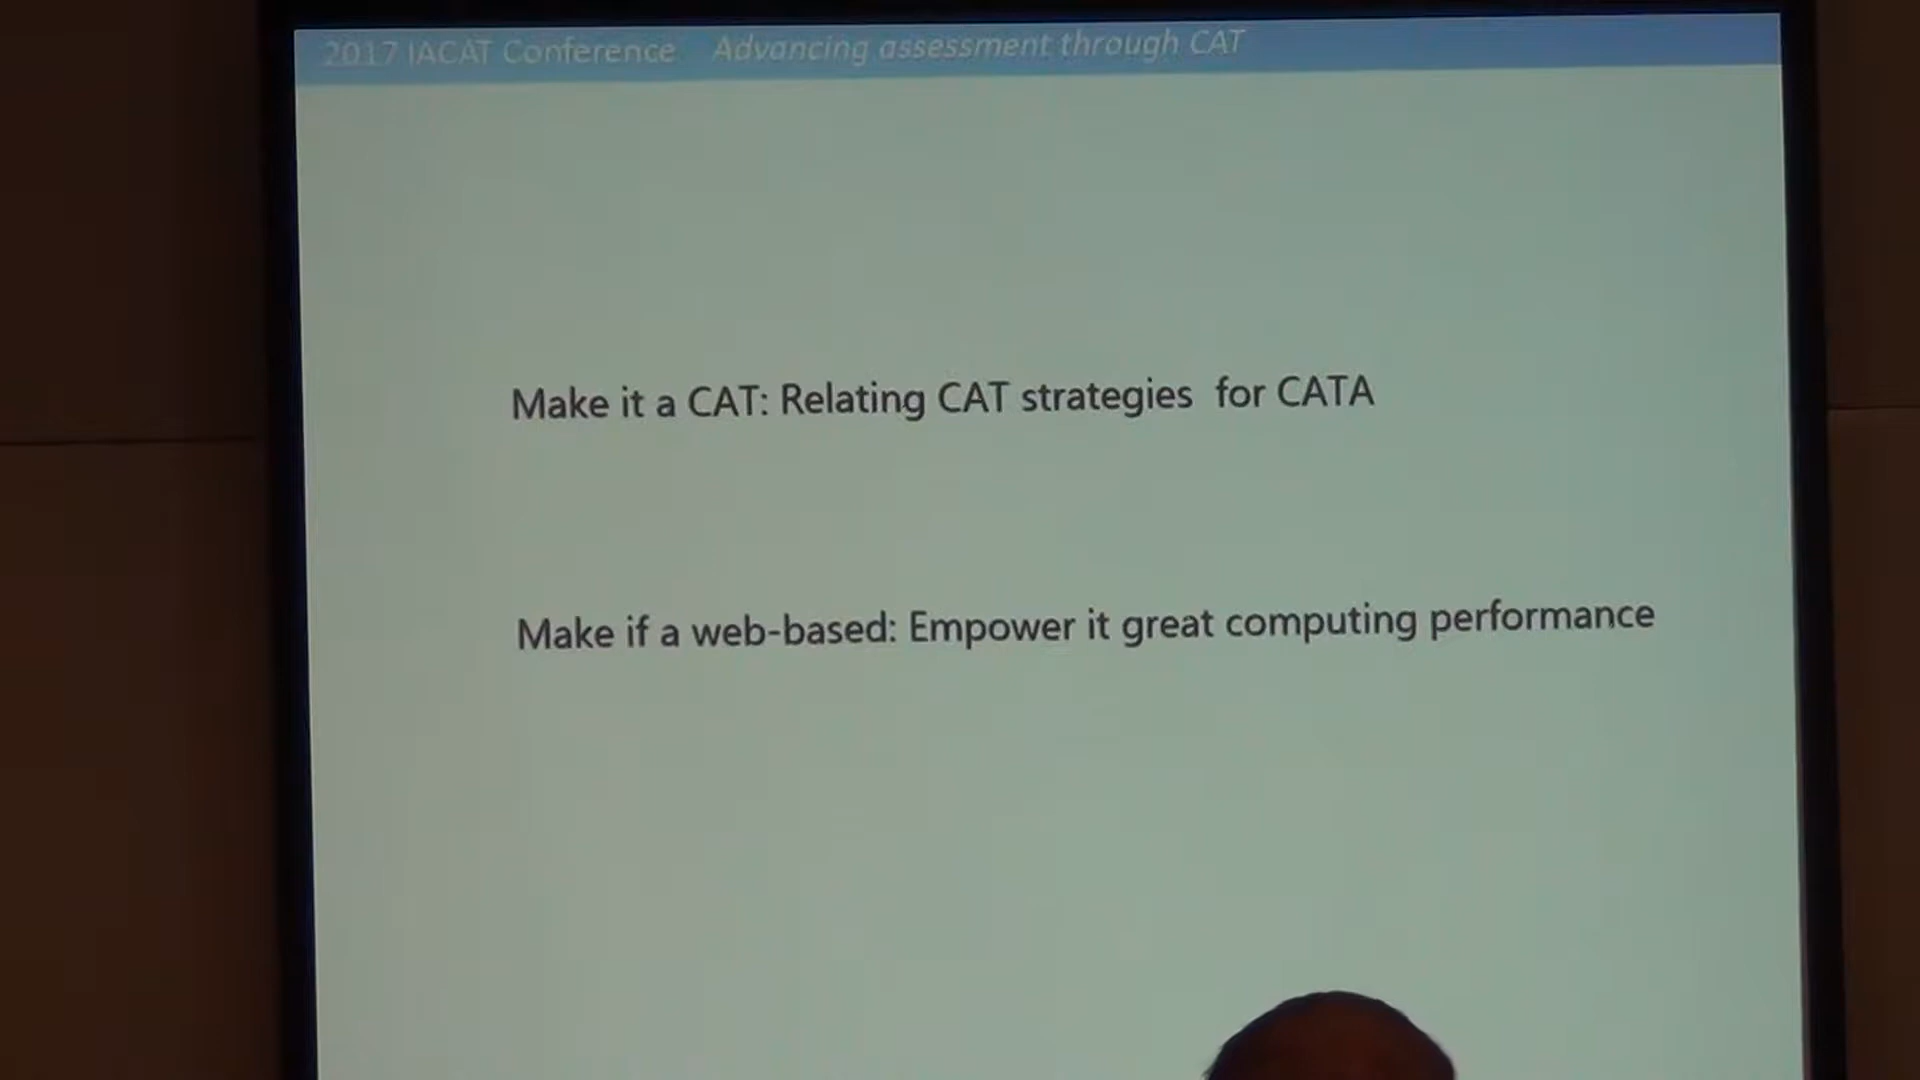 2017 IACAT Conference Advancing assessment through CAT
Make it a CAT: Relating CAT strategies for CATA
Make if a web-based: Empower it great computing performance